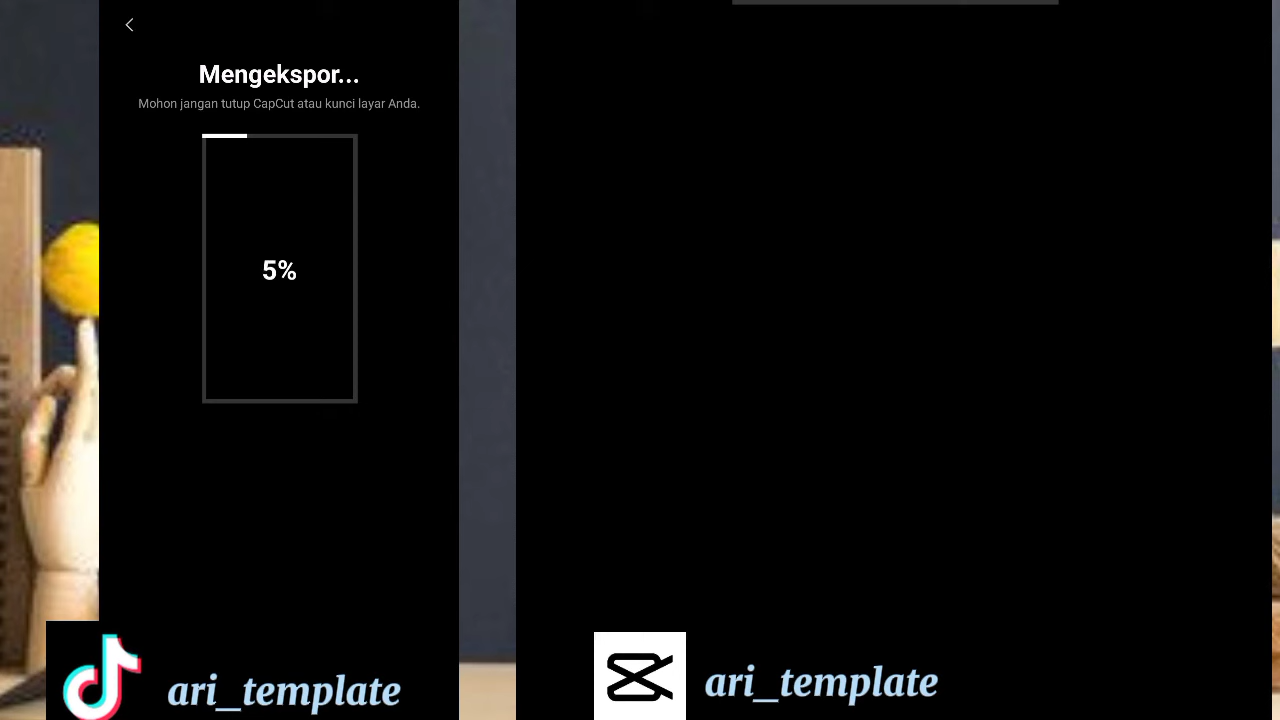 Mengekspor...
Mohon jangan tutup CapCut atau kunci layar Anda.
5%
ari_template
ari_template